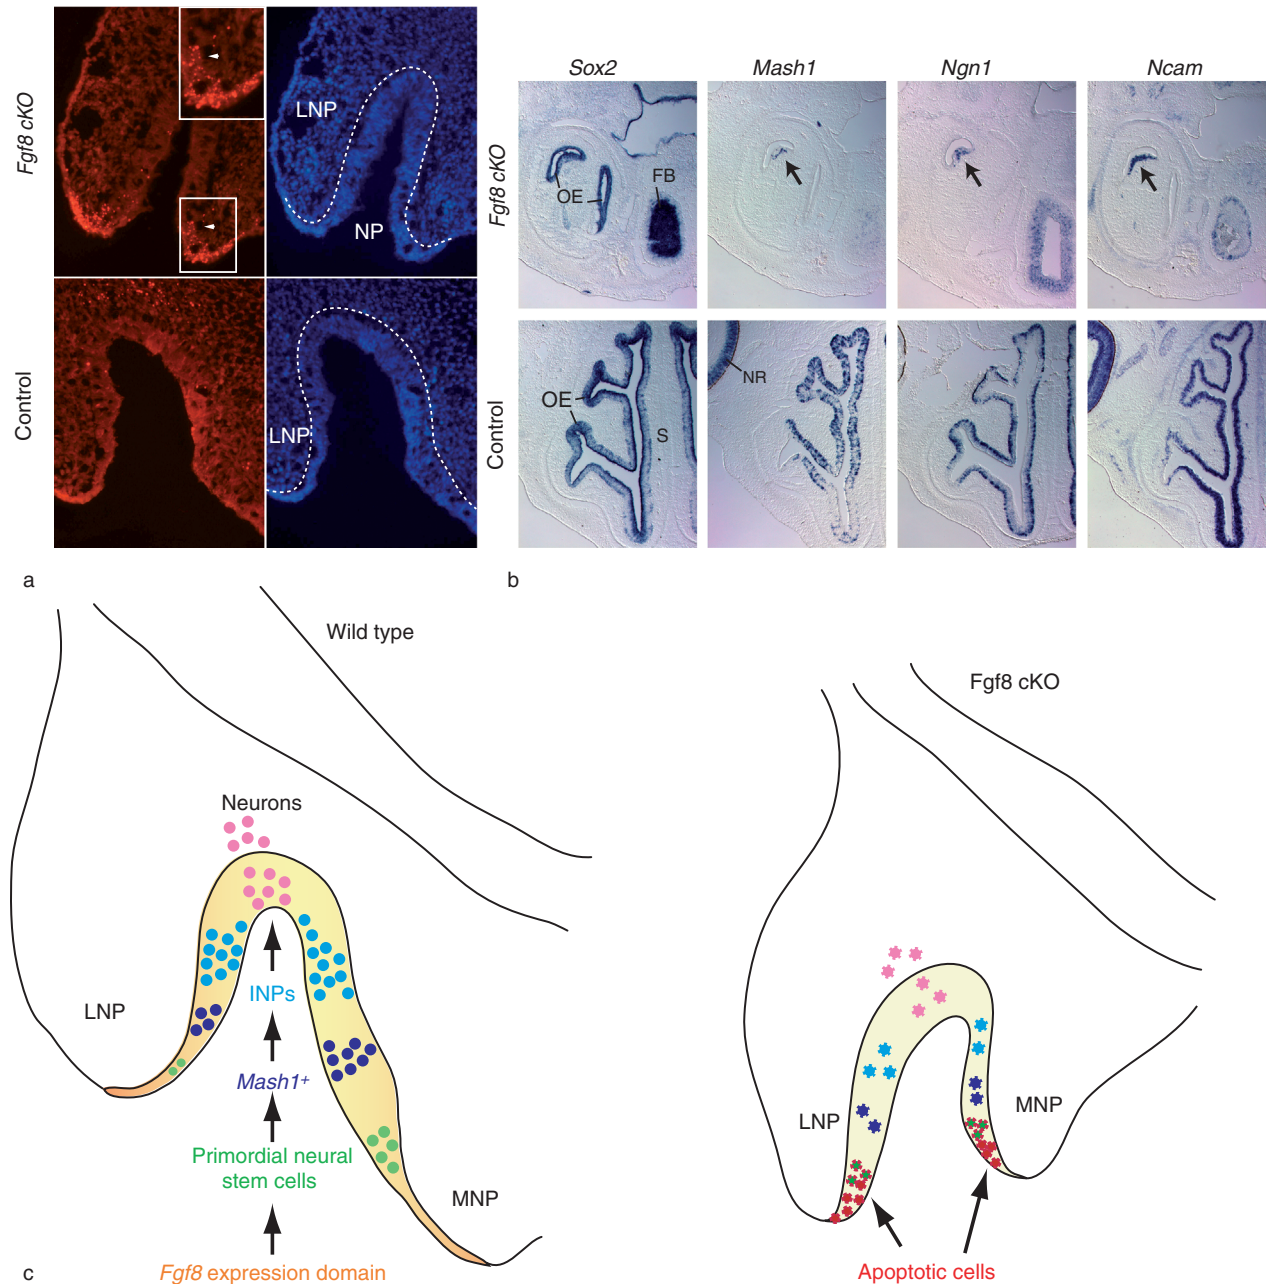 Fgf8 cKO
LNP
NP
Control
LNP
a
Sox2
Mash1
Ngn1
Ncam
Fgf8 cKO
OE
FB
Control
OE
S
NR
b
Wild type
Neurons
LNP
INPs
Mash1+
Primordial neural
stem cells
MNP
Fgf8 expression domain
Fgf8 cKO
LNP
MNP
Apoptotic cells
c